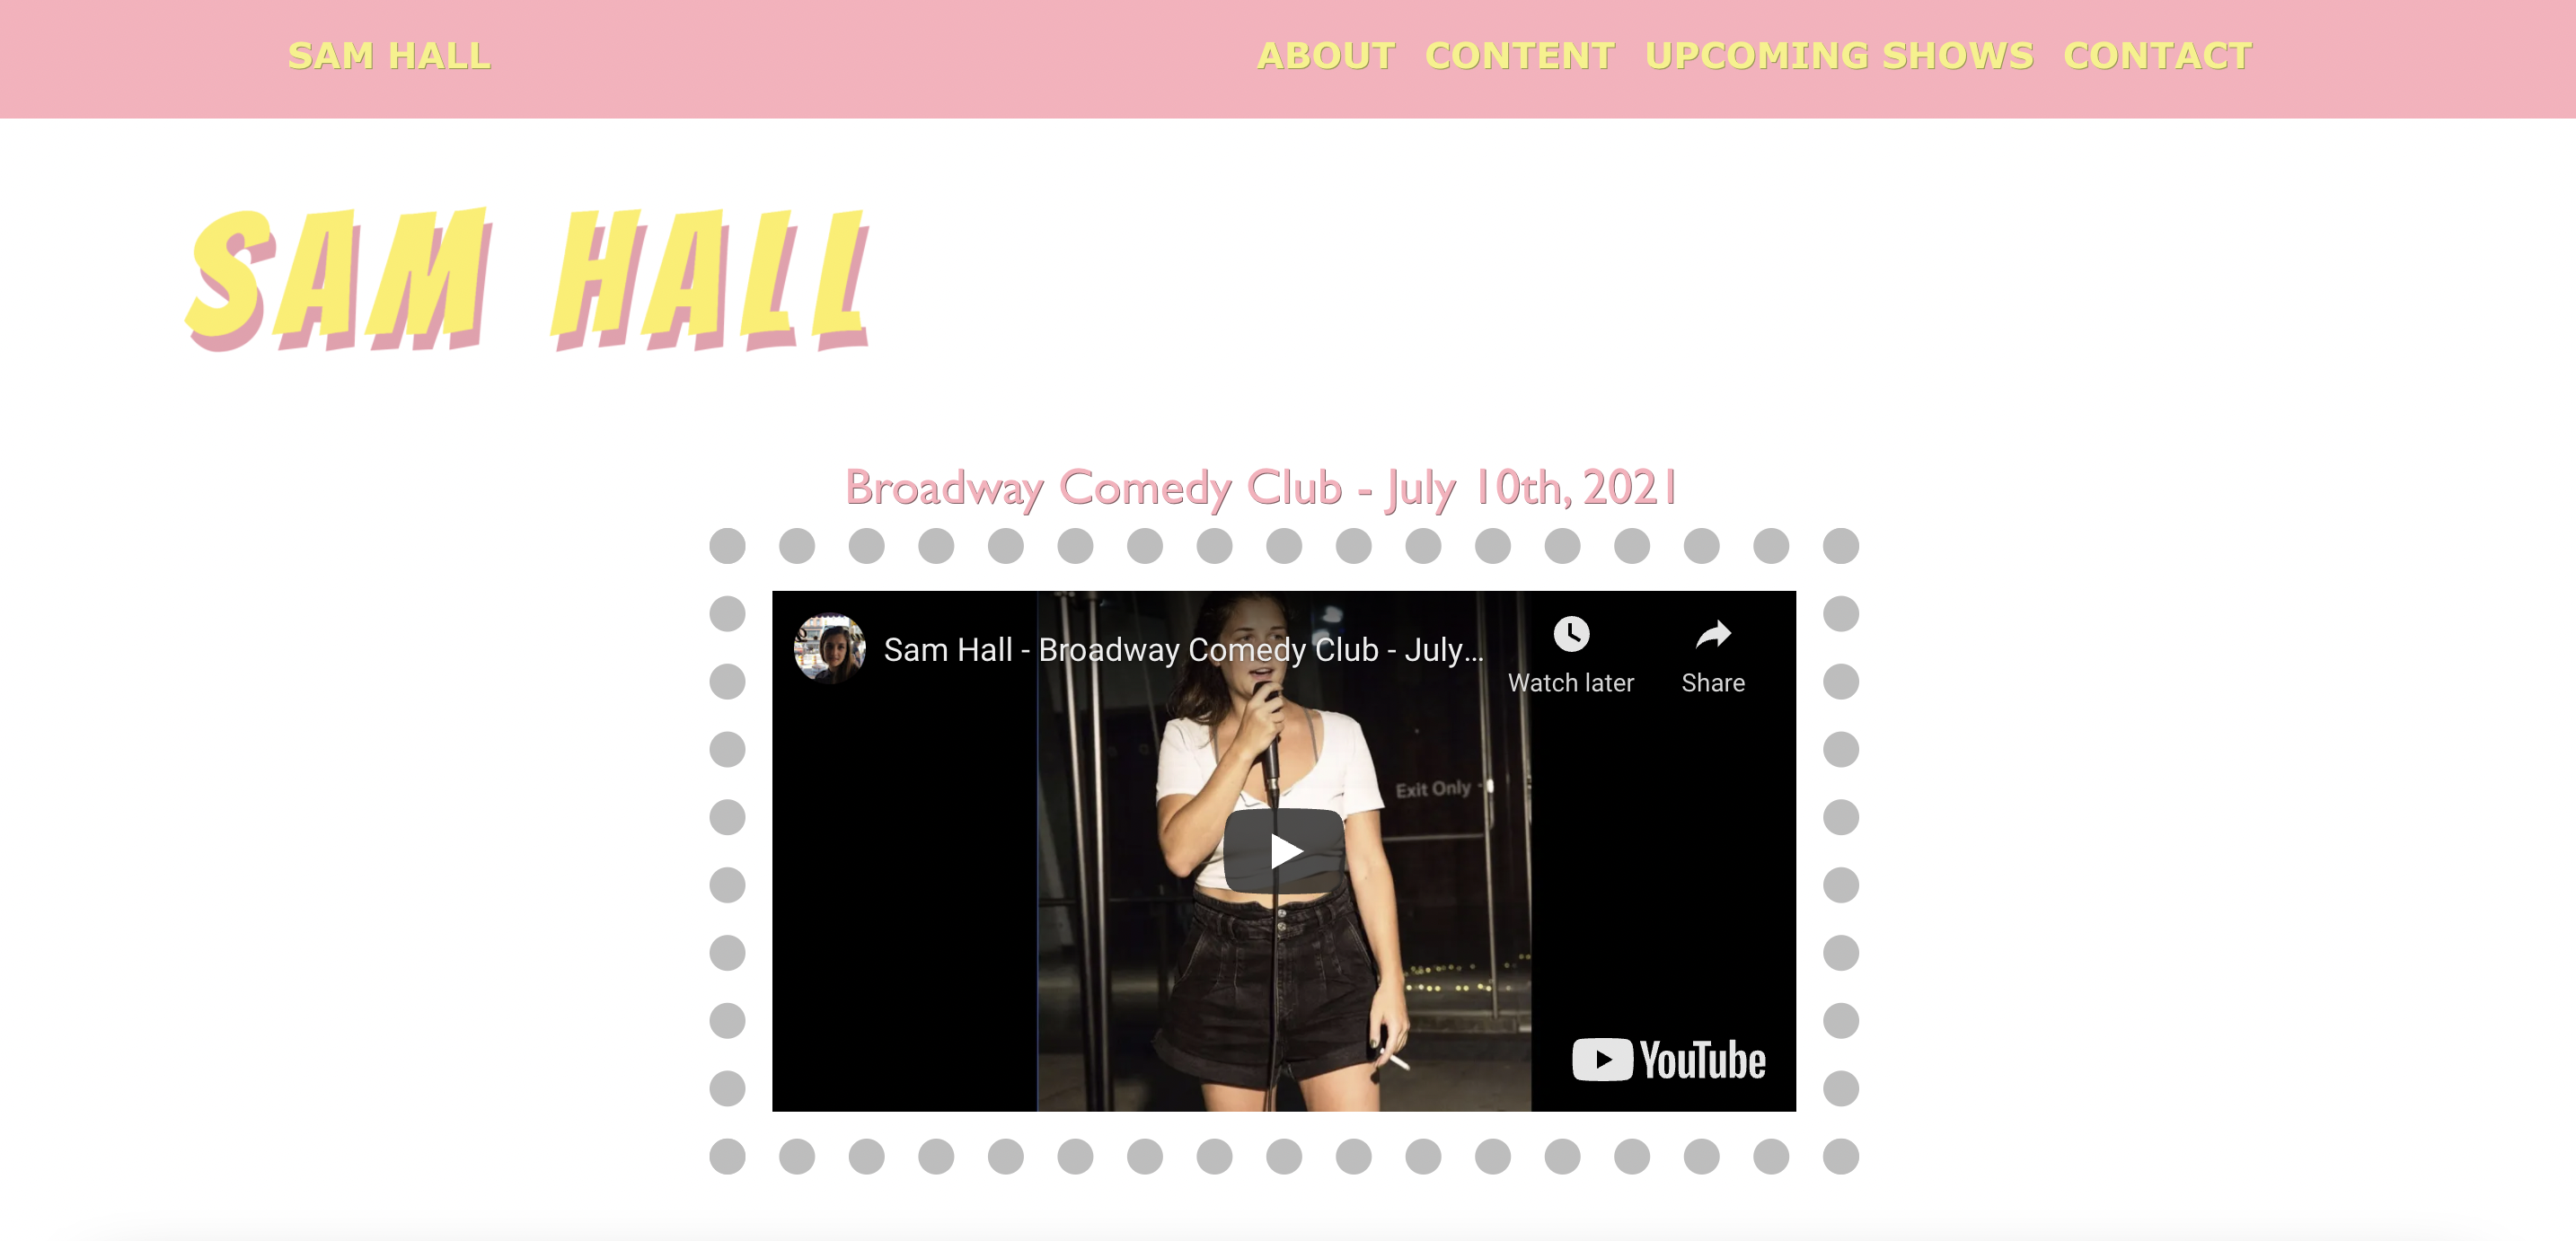 SAM HALL
ABOUT CONTENT UPCOMING SHOWS CONTACT
SAM HALL
Broadway Comedy Club - July 10th, 2021
Sam Hall - Broadway Comedy Club - July...
Watch later
Share
Exit Only
YouTube